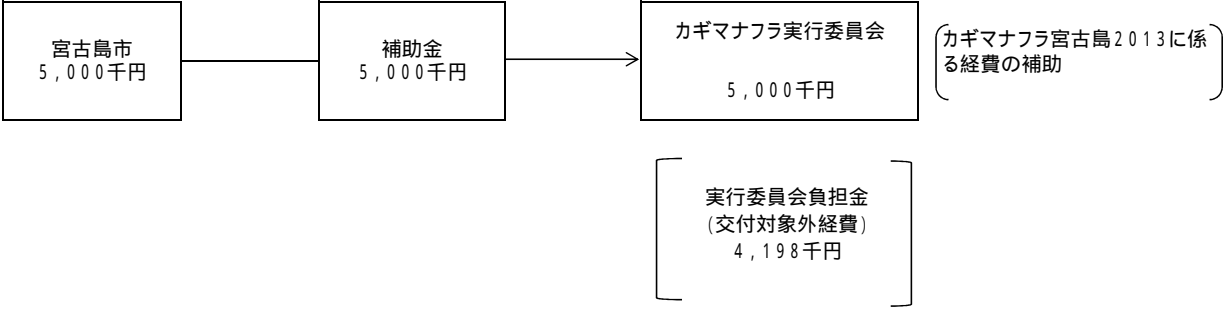 宮古島市
5,000千円
補助金
5,000千円
カギマナフラ実行委員会
5,000千円
カギマナフラ宮古島2013に係
る経費の補助
実行委員会負担金
(交付対象外経費)
4,198千円